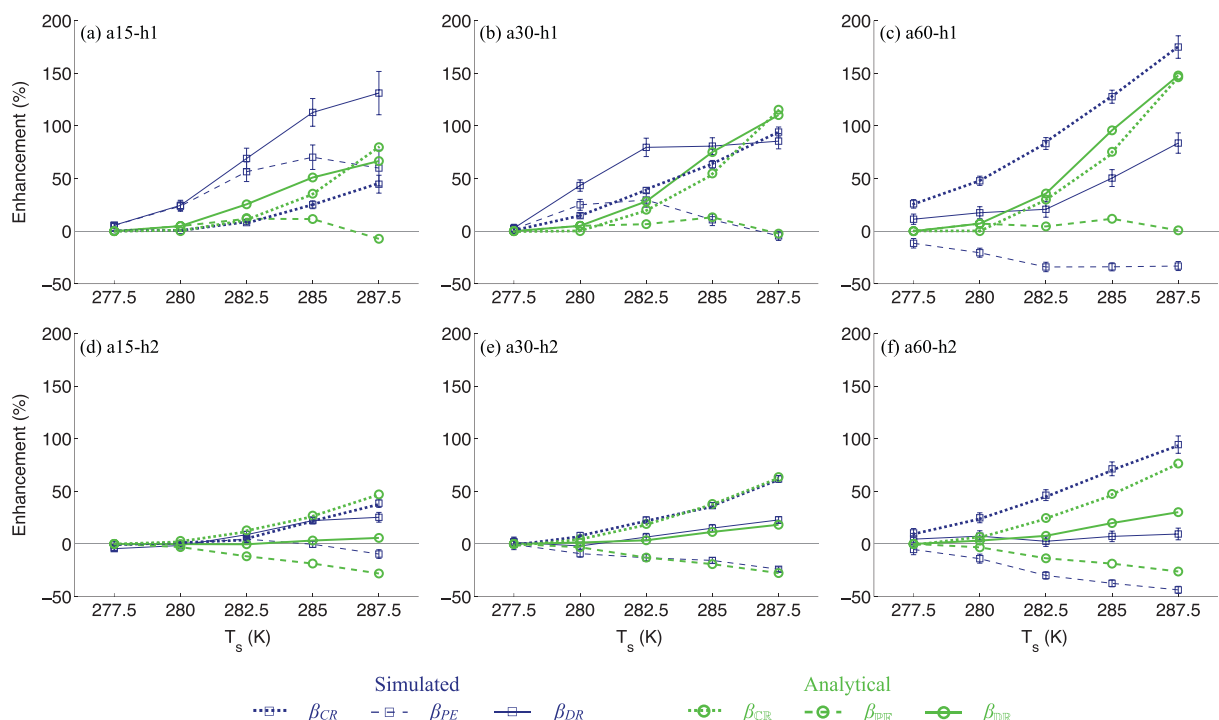 (a) a15-h1
(b) a30-h1
(c) a60-h1
Enhancement (%)
200
150
100
50
0
−50
277.5 280 282.5 285 287.5
200
150
100
50
0
−50
277.5 280 282.5 285 287.5
200
150
100
50
0
−50
277.5 280 282.5 285 287.5
(d) a15-h2
(e) a30-h2
(f) a60-h2
Enhancement (%)
200
150
100
50
0
−50
277.5 280 282.5 285 287.5
T_s (K)
200
150
100
50
0
−50
277.5 280 282.5 285 287.5
T_s (K)
200
150
100
50
0
−50
277.5 280 282.5 285 287.5
T_s (K)
Simulated Analytical
β_CR β_PE β_DR β_ℂℝ β_ℙ𝔼 β_𝔻ℝ